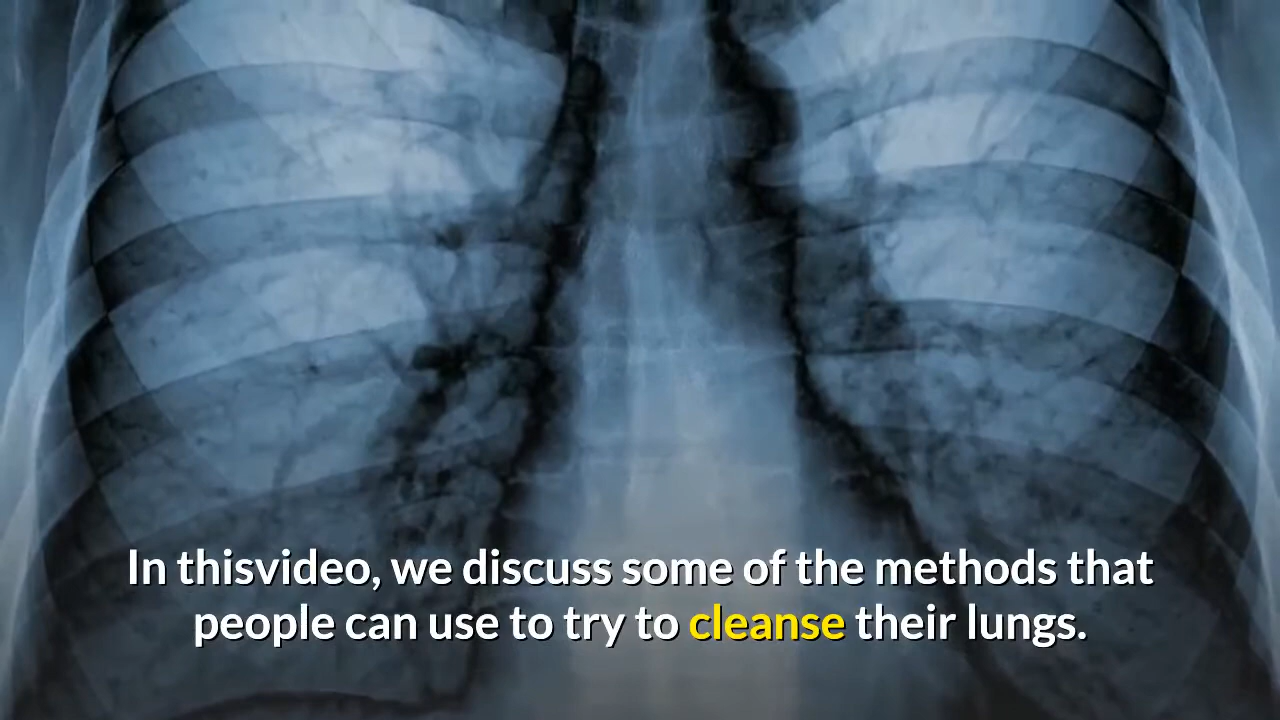 In thisvideo, we discuss some of the methods that
people can use to try to cleanse their lungs.